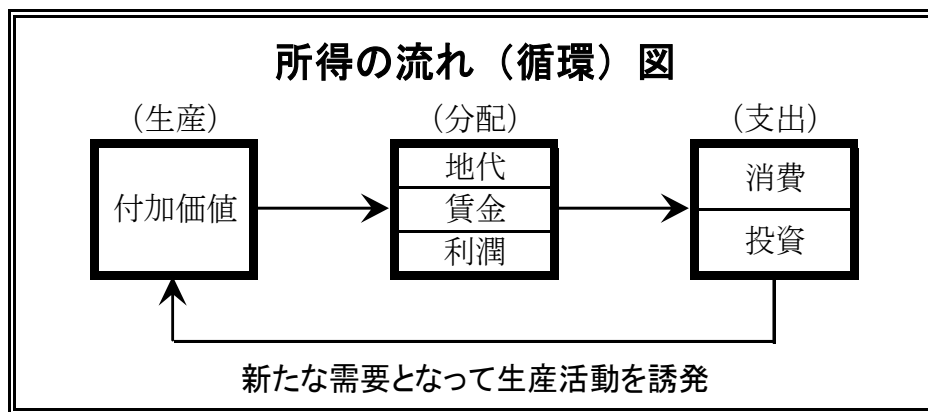 所得の流れ（循環）図
（生産）
（分配）
（支出）
付加価値
地代
賃金
利潤
消費
投資
新たな需要となって生産活動を誘発